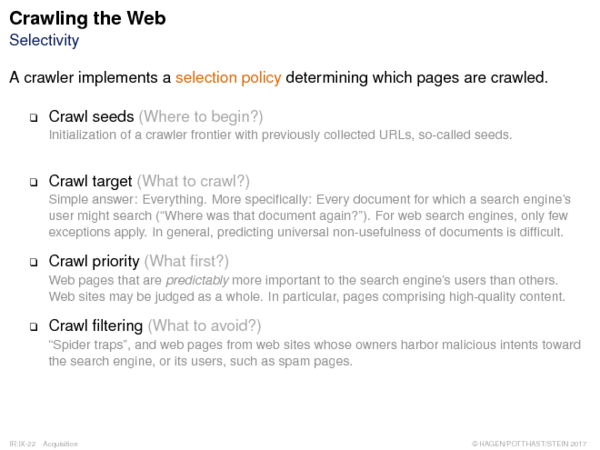 Crawling the Web
Selectivity
A crawler implements a selection policy determining which pages are crawled.
❑ Crawl seeds (Where to begin?)
Initialization of a crawler frontier with previously collected URLs, so-called seeds.
❑ Crawl target (What to crawl?)
Simple answer: Everything. More specifically: Every document for which a search engine's
user might search ("Where was that document again?"). For web search engines, only few
exceptions apply. In general, predicting universal non-usefulness of documents is difficult.
❑ Crawl priority (What first?)
Web pages that are predictably more important to the search engine's users than others.
Web sites may be judged as a whole. In particular, pages comprising high-quality content.
❑ Crawl filtering (What to avoid?)
"Spider traps", and web pages from web sites whose owners harbor malicious intents toward
the search engine, or its users, such as spam pages.
IR:IX-22 Acquisition © HAGEN/POTTHAST/STEIN 2017